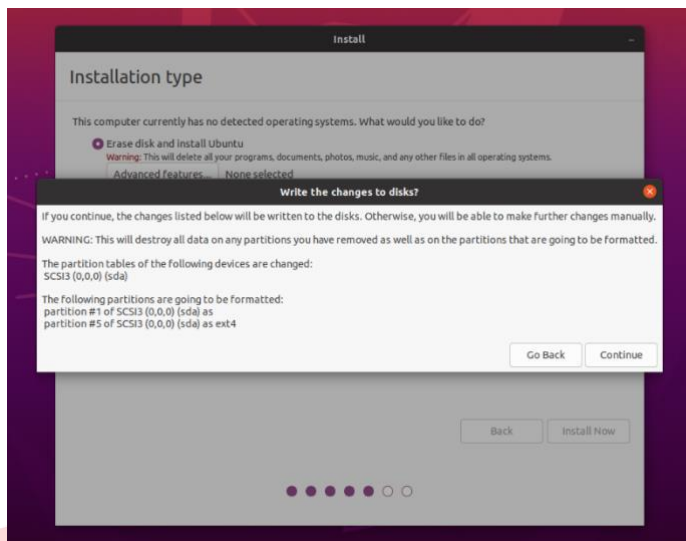 Install
Installation type
This computer currently has no detected operating systems. What would you like to do?
Erase disk and install Ubuntu
Warning: This will delete all your programs, documents, photos, music, and any other files in all operating systems.
Advanced features... None selected
Write the changes to disks?
If you continue, the changes listed below will be written to the disks. Otherwise, you will be able to make further changes manually.
WARNING: This will destroy all data on any partitions you have removed as well as on the partitions that are going to be formatted.
The partition tables of the following devices are changed:
SCSI3 (0,0,0) (sda)
The following partitions are going to be formatted:
partition #1 of SCSI3 (0,0,0) (sda) as
partition #5 of SCSI3 (0,0,0) (sda) as ext4
Go Back Continue
Back Install Now